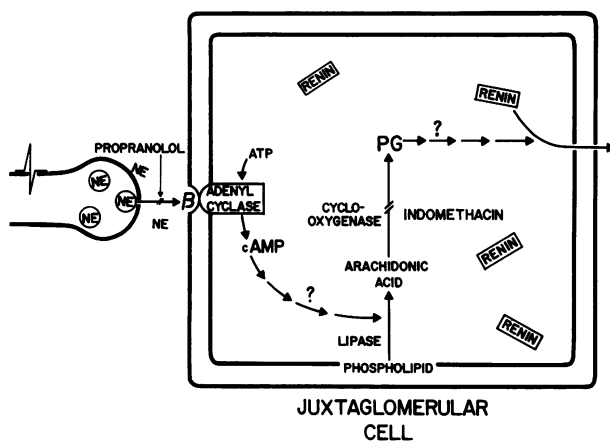 RENIN
RENIN
?
PG
PROPRANOLOL
NE
ATP
NE
NE
NE
NE
β
ADENYL
CYCLASE
cAMP
CYCLO-
OXYGENASE
INDOMETHACIN
ARACHIDONIC
ACID
RENIN
?
LIPASE
RENIN
PHOSPHOLIPID
JUXTAGLOMERULAR
CELL